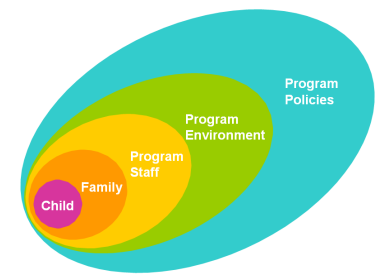 Program
Policies
Program
Environment
Program
Staff
Family
Child